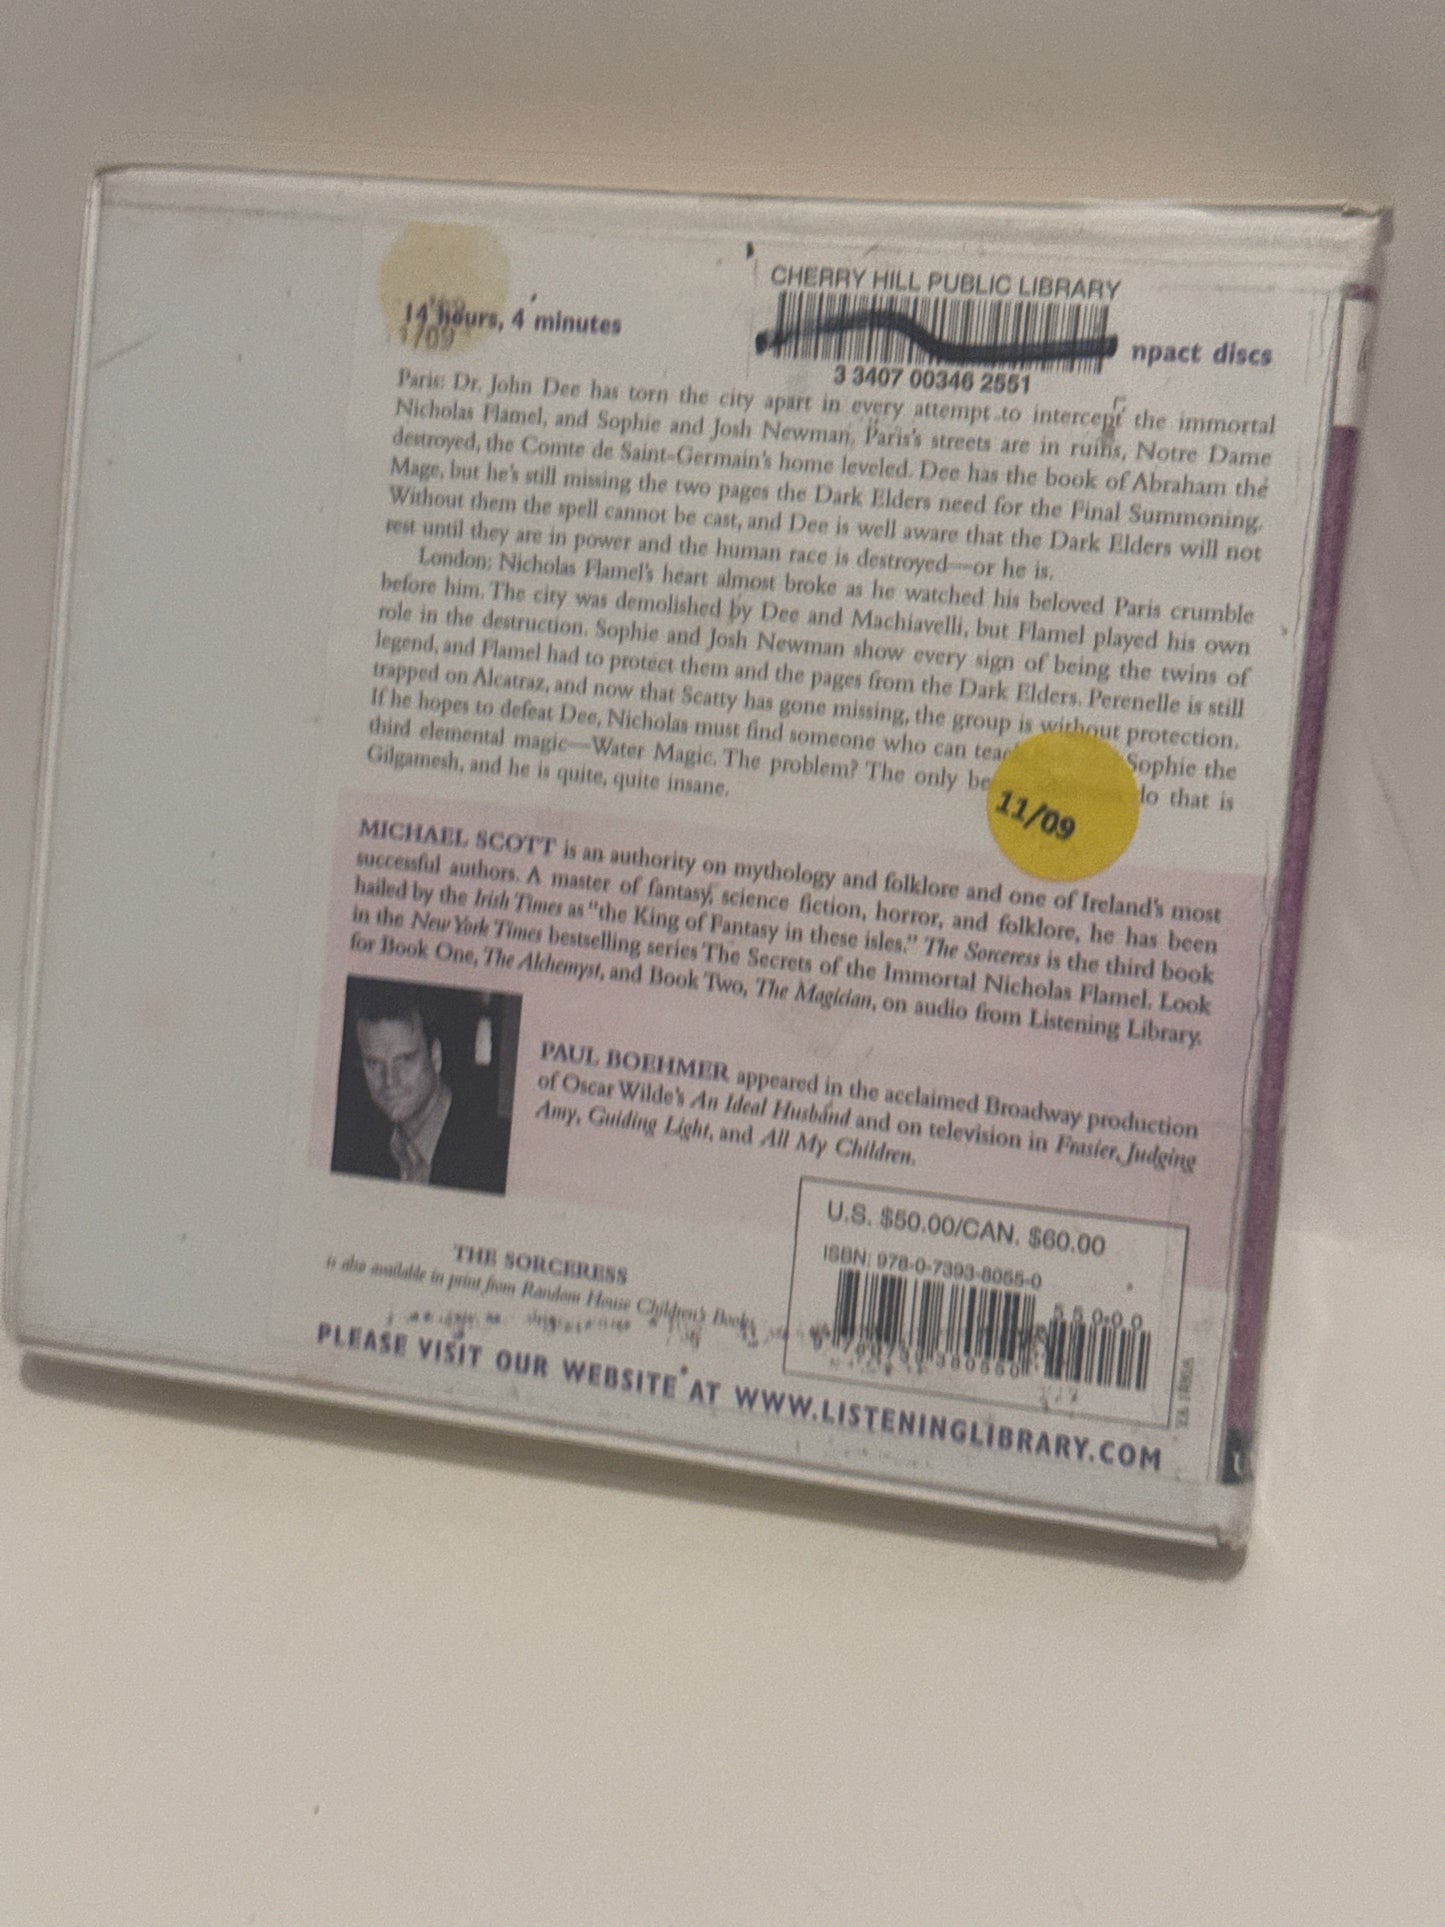 CHERRY HILL PUBLIC LIBRARY
14 hours, 4 minutes
1/09
npact discs
3 3407 00346 2551
Paris: Dr. John Dee has torn the city apart in every attempt to intercept the immortal
Nicholas Flamel, and Sophie and Josh Newman. Paris's streets are in ruins, Notre Dame
destroyed, the Comte de Saint-Germain's home leveled. Dee has the book of Abraham the
Mage, but he's still missing the two pages the Dark Elders need for the Final Summoning.
Without them the spell cannot be cast, and Dee is well aware that the Dark Elders will not
rest until they are in power and the human race is destroyed—or he is.
London: Nicholas Flamel's heart almost broke as he watched his beloved Paris crumble
before him. The city was demolished by Dee and Machiavelli, but Flamel played his own
role in the destruction. Sophie and Josh Newman show every sign of being the twins of
legend, and Flamel had to protect them and the pages from the Dark Elders. Perenelle is still
trapped on Alcatraz, and now that Scatty has gone missing, the group is without protection.
If he hopes to defeat Dee, Nicholas must find someone who can teac Sophie the
third elemental magic—Water Magic. The problem? The only be do that is
Gilgamesh, and he is quite, quite insane.
11/09
MICHAEL SCOTT is an authority on mythology and folklore and one of Ireland's most
successful authors. A master of fantasy, science fiction, horror, and folklore, he has been
hailed by the Irish Times as "the King of Fantasy in these isles." The Sorceress is the third book
in the New York Times bestselling series The Secrets of the Immortal Nicholas Flamel. Look
for Book One, The Alchemyst, and Book Two, The Magician, on audio from Listening Library.
PAUL BOEHMER appeared in the acclaimed Broadway production
of Oscar Wilde's An Ideal Husband and on television in Frasier, Judging
Amy, Guiding Light, and All My Children.
U.S. $50.00/CAN. $60.00
ISBN: 978-0-7393-8055-0
55000
THE SORCERESS
is also available in print from Random House Children's Books
PLEASE VISIT OUR WEBSITE AT WWW.LISTENINGLIBRARY.COM